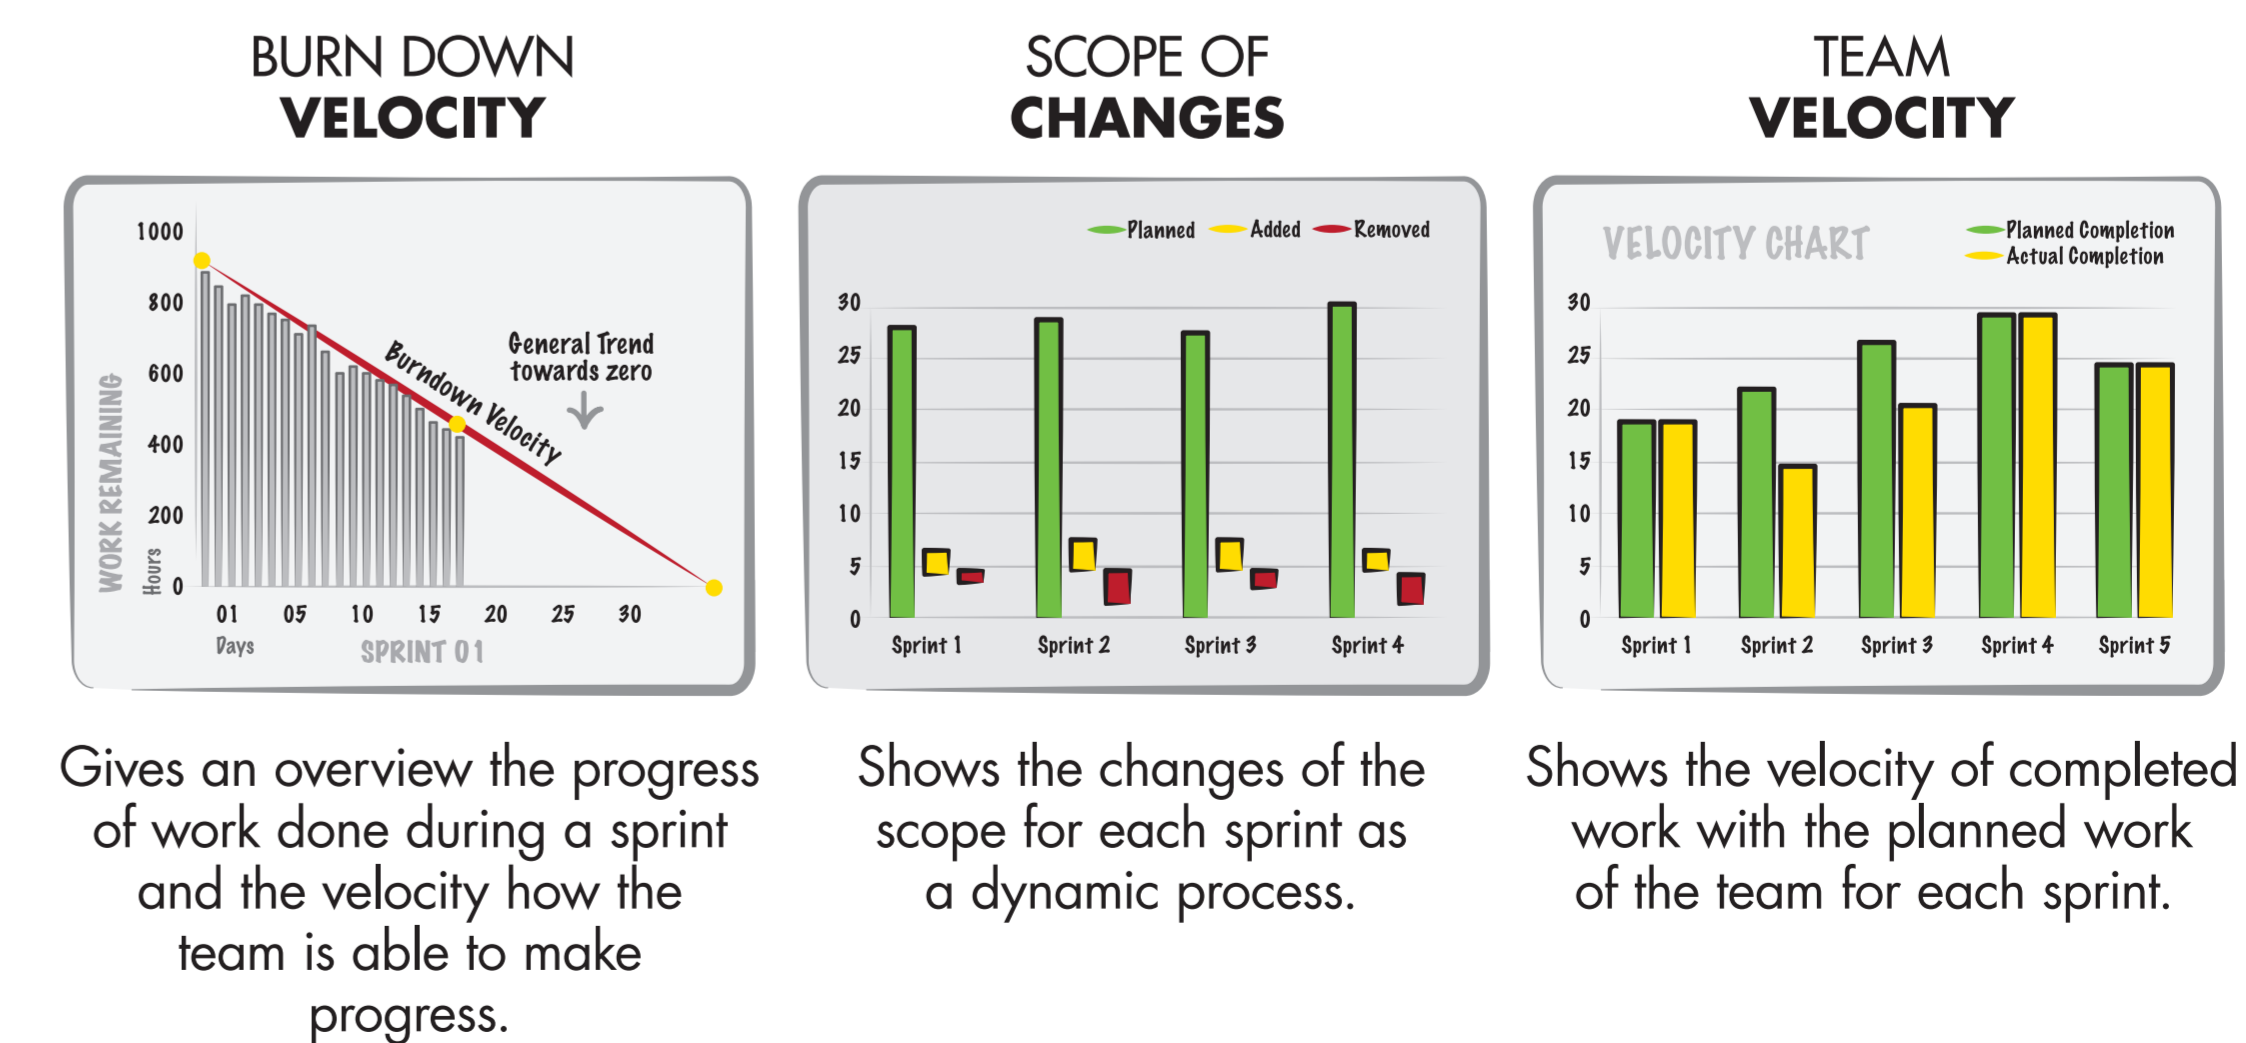 BURN DOWN
VELOCITY
1000
800
600
400
200
0
WORK REMAINING
Hours
Burndown Velocity
General Trend
towards zero
01 05 10 15 20 25 30
Days
SPRINT 01
Gives an overview the progress
of work done during a sprint
and the velocity how the
team is able to make
progress.
SCOPE OF
CHANGES
Planned Added Removed
30
25
20
15
10
5
0
Sprint 1 Sprint 2 Sprint 3 Sprint 4
Shows the changes of the
scope for each sprint as
a dynamic process.
TEAM
VELOCITY
VELOCITY CHART
Planned Completion
Actual Completion
30
25
20
15
10
5
0
Sprint 1 Sprint 2 Sprint 3 Sprint 4 Sprint 5
Shows the velocity of completed
work with the planned work
of the team for each sprint.